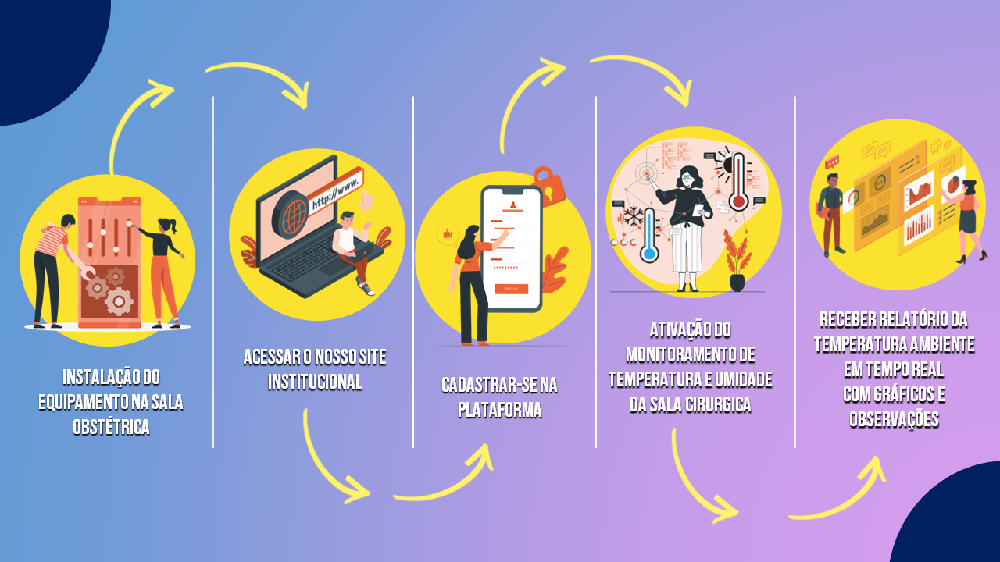 http://www.
SING UP
INSTALAÇÃO DO
EQUIPAMENTO NA SALA
OBSTÉTRICA
ACESSAR O NOSSO SITE
INSTITUCIONAL
CADASTRAR-SE NA
PLATAFORMA
ATIVAÇÃO DO
MONITORAMENTO DE
TEMPERATURA E UMIDADE
DA SALA CIRURGICA
RECEBER RELATÓRIO DA
TEMPERATURA AMBIENTE
EM TEMPO REAL
COM GRÁFICOS E
OBSERVAÇÕES